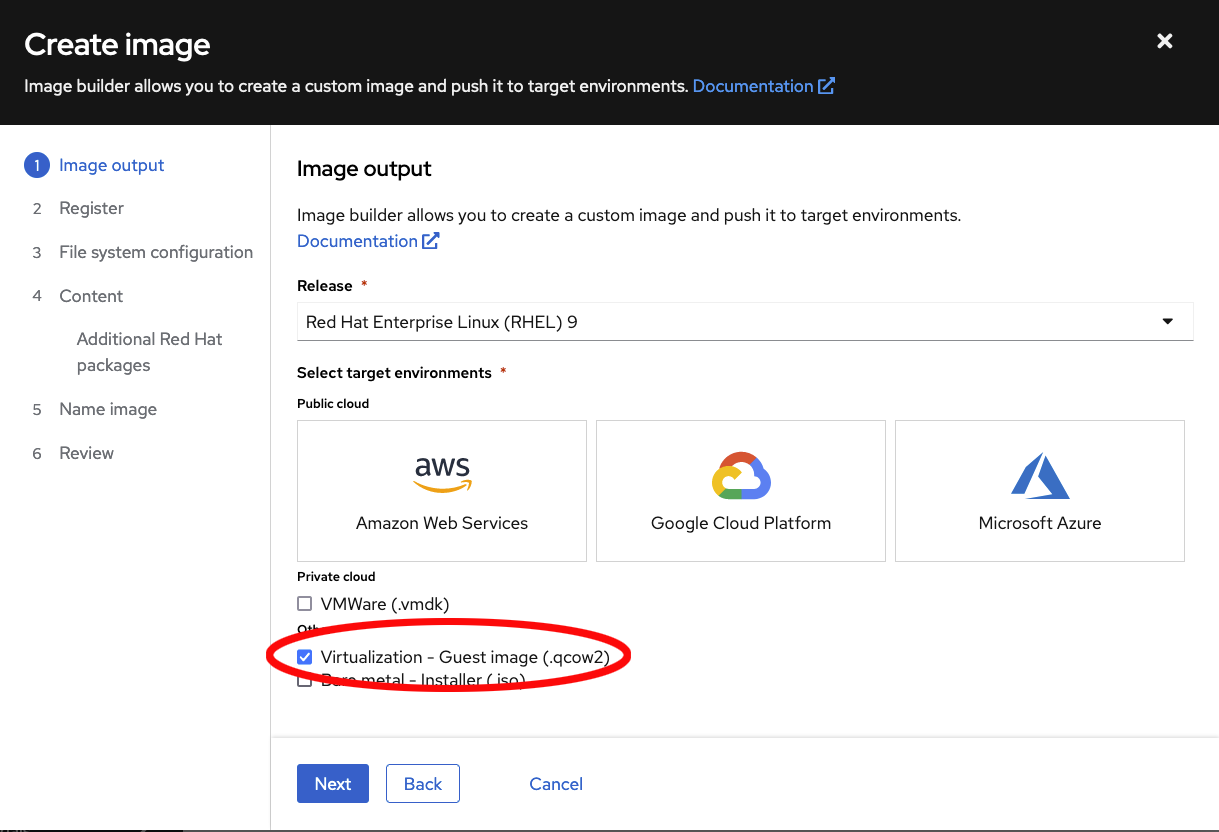 Create image
Image builder allows you to create a custom image and push it to target environments. Documentation
1 Image output
2 Register
3 File system configuration
4 Content
Additional Red Hat
packages
5 Name image
6 Review
Image output
Image builder allows you to create a custom image and push it to target environments.
Documentation
Release *
Red Hat Enterprise Linux (RHEL) 9
Select target environments *
Public cloud
aws
Amazon Web Services
Google Cloud Platform
Microsoft Azure
Private cloud
VMWare (.vmdk)
Virtualization - Guest image (.qcow2)
Bare metal - Installer (.iso)
Next
Back
Cancel